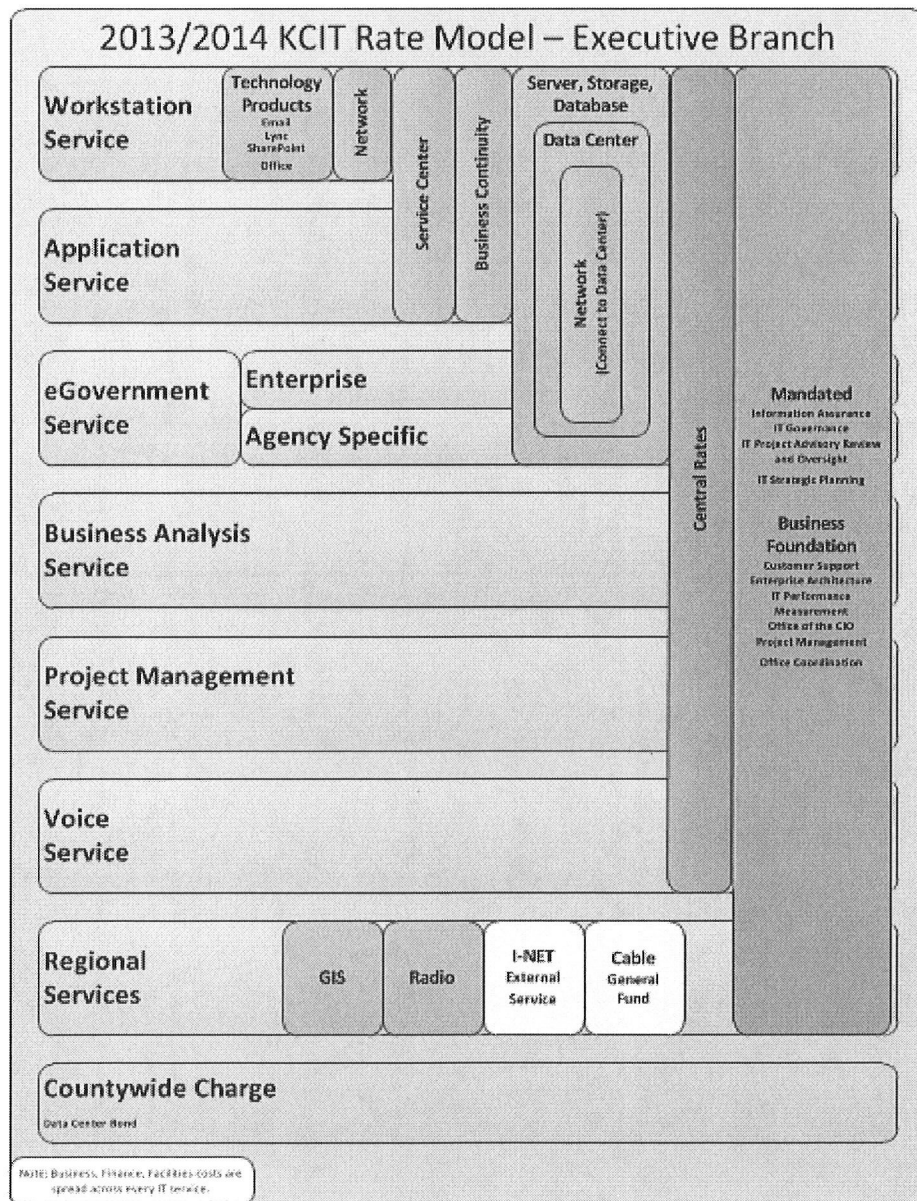 2013/2014 KCIT Rate Model – Executive Branch
Workstation
Service
Technology
Products
Email
Lync
SharePoint
Office
Network
Service Center
Business Continuity
Server, Storage,
Database
Data Center
Network
(Connect to Data Center)
Central Rates
Application
Service
eGovernment
Service
Enterprise
Agency Specific
Mandated
Information Assurance
IT Governance
IT Project Advisory Review
and Oversight
IT Strategic Planning
Business
Foundation
Customer Support
Enterprise Architecture
IT Performance
Measurement
Office of the CIO
Project Management
Office Coordination
Business Analysis
Service
Project Management
Service
Voice
Service
Regional
Services
GIS
Radio
I-NET
External
Service
Cable
General
Fund
Countywide Charge
Data Center Bond
Note: Business, Finance, Facilities costs are
spread across every IT service.